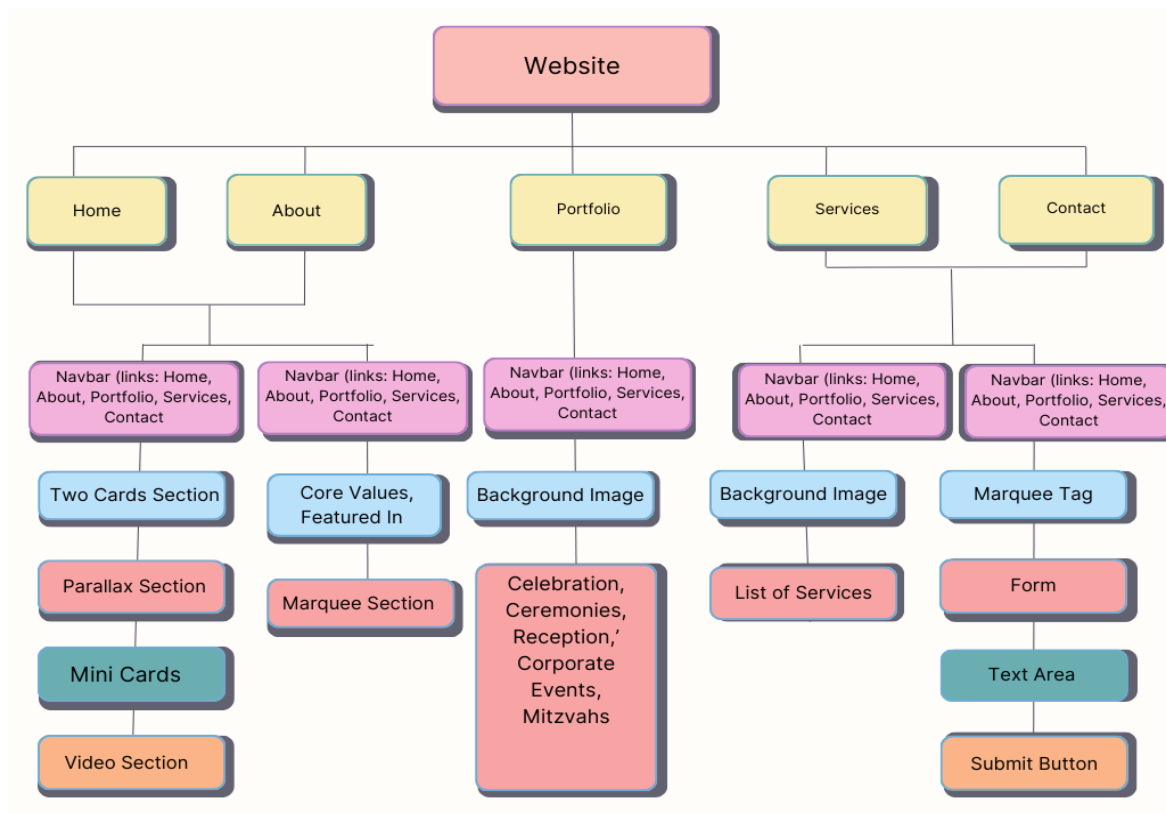 Website
Home
About
Portfolio
Services
Contact
Navbar (links: Home,
About, Portfolio, Services,
Contact
Navbar (links: Home,
About, Portfolio, Services,
Contact
Navbar (links: Home,
About, Portfolio, Services,
Contact
Navbar (links: Home,
About, Portfolio, Services,
Contact
Navbar (links: Home,
About, Portfolio, Services,
Contact
Two Cards Section
Core Values,
Featured In
Background Image
Background Image
Marquee Tag
Parallax Section
Marquee Section
Celebration,
Ceremonies,
Reception,’
Corporate
Events,
Mitzvahs
List of Services
Form
Mini Cards
Text Area
Video Section
Submit Button